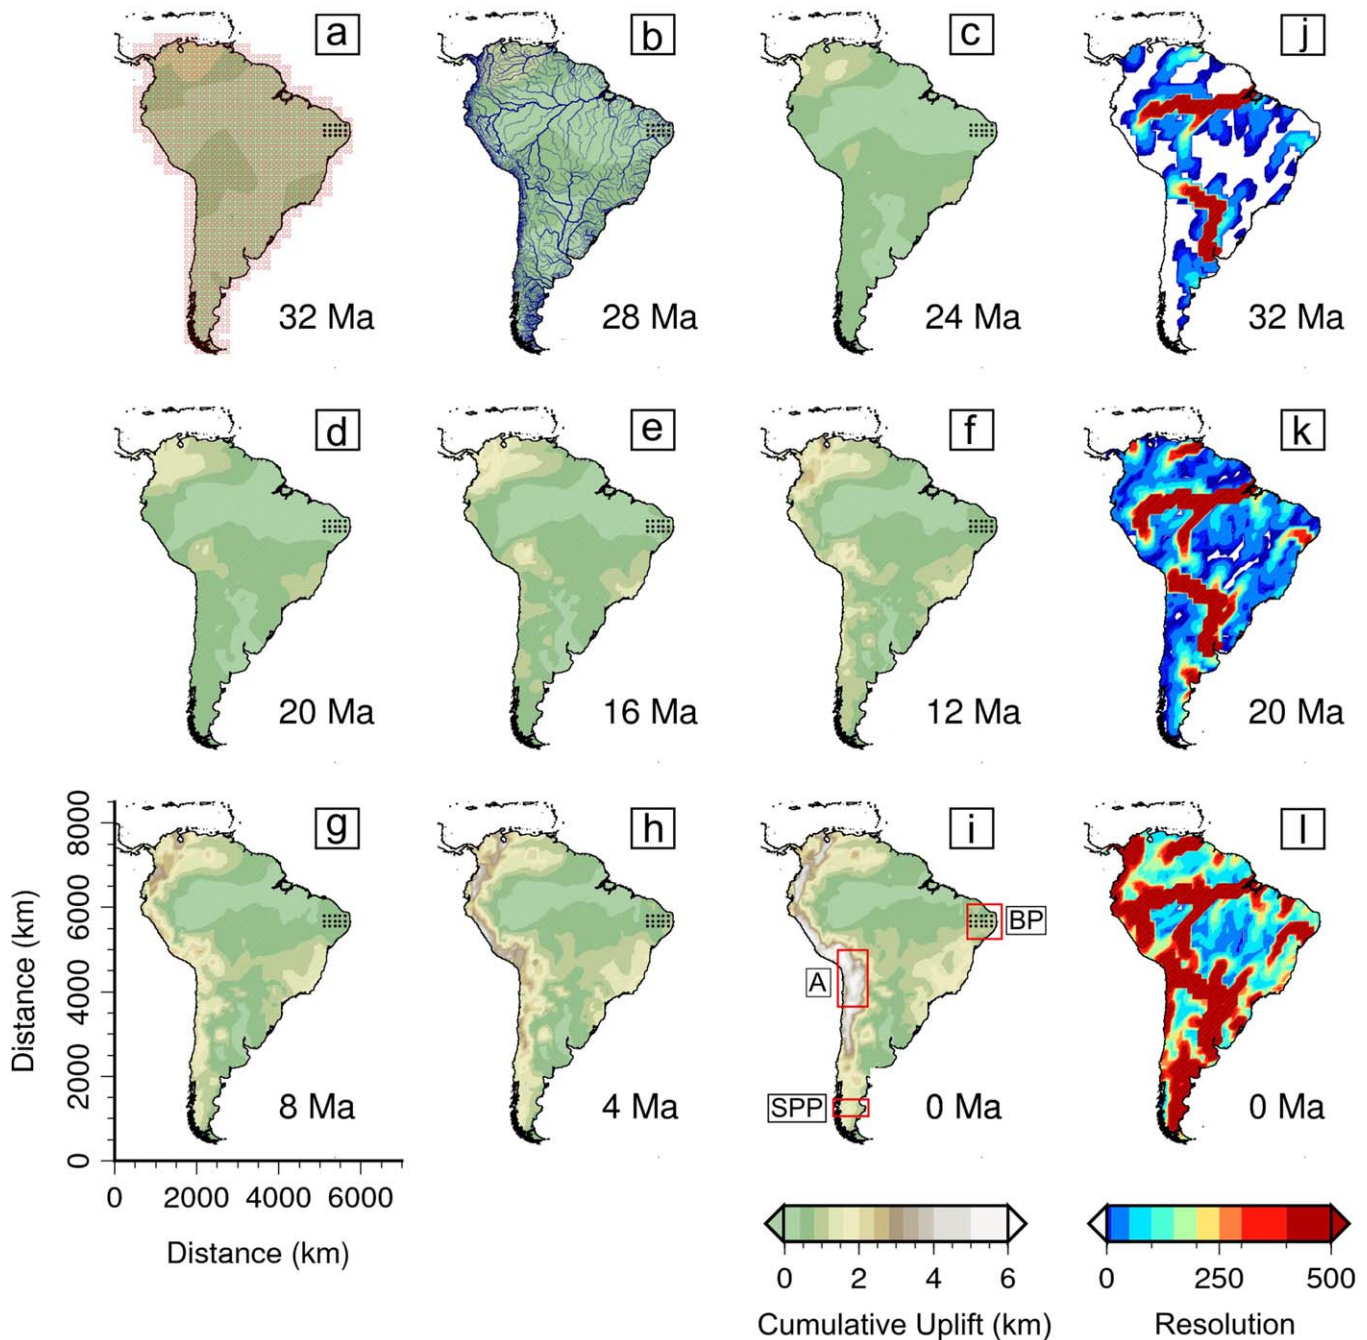 a
b
c
j
32 Ma
28 Ma
24 Ma
32 Ma
d
e
f
k
20 Ma
16 Ma
12 Ma
20 Ma
g
h
i
l
8000
6000
4000
2000
0
Distance (km)
BP
A
SPP
8 Ma
4 Ma
0 Ma
0 Ma
0 2000 4000 6000
Distance (km)
0 2 4 6
Cumulative Uplift (km)
0 250 500
Resolution